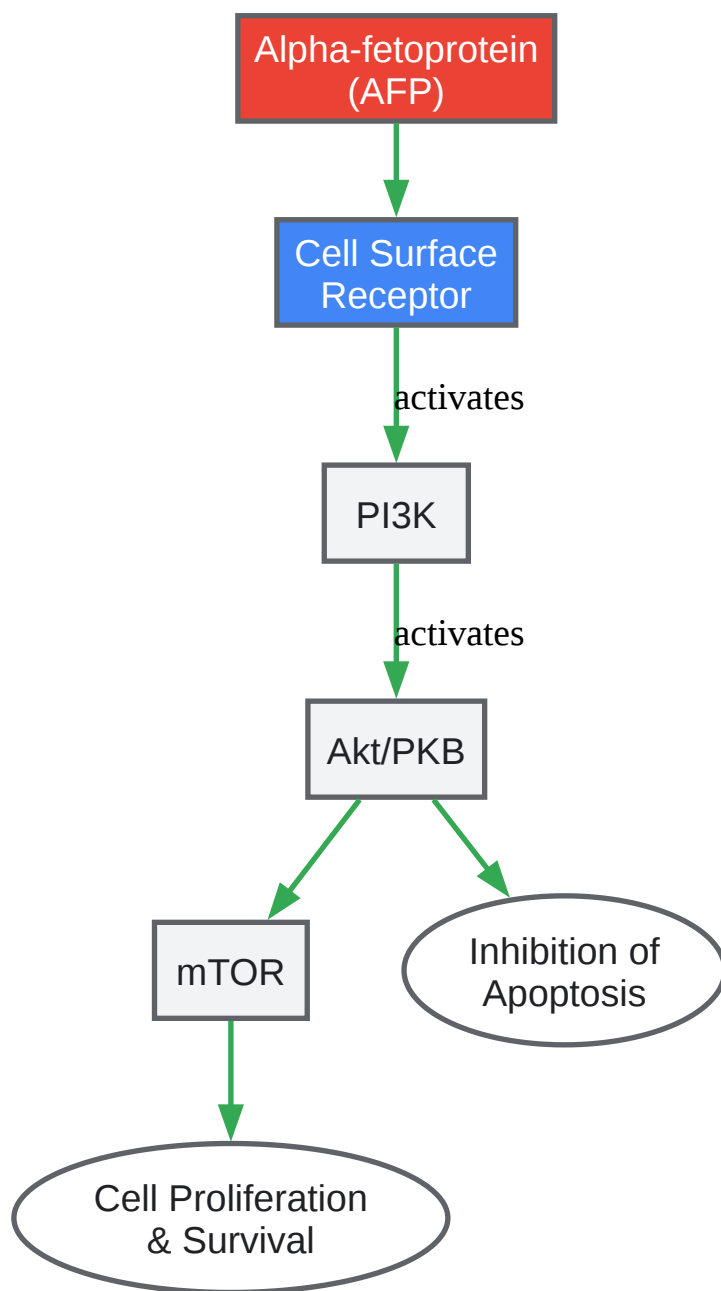 Alpha-fetoprotein
(AFP)
Cell Surface
Receptor
activates
PI3K
activates
Akt/PKB
mTOR
Inhibition of
Apoptosis
Cell Proliferation
& Survival